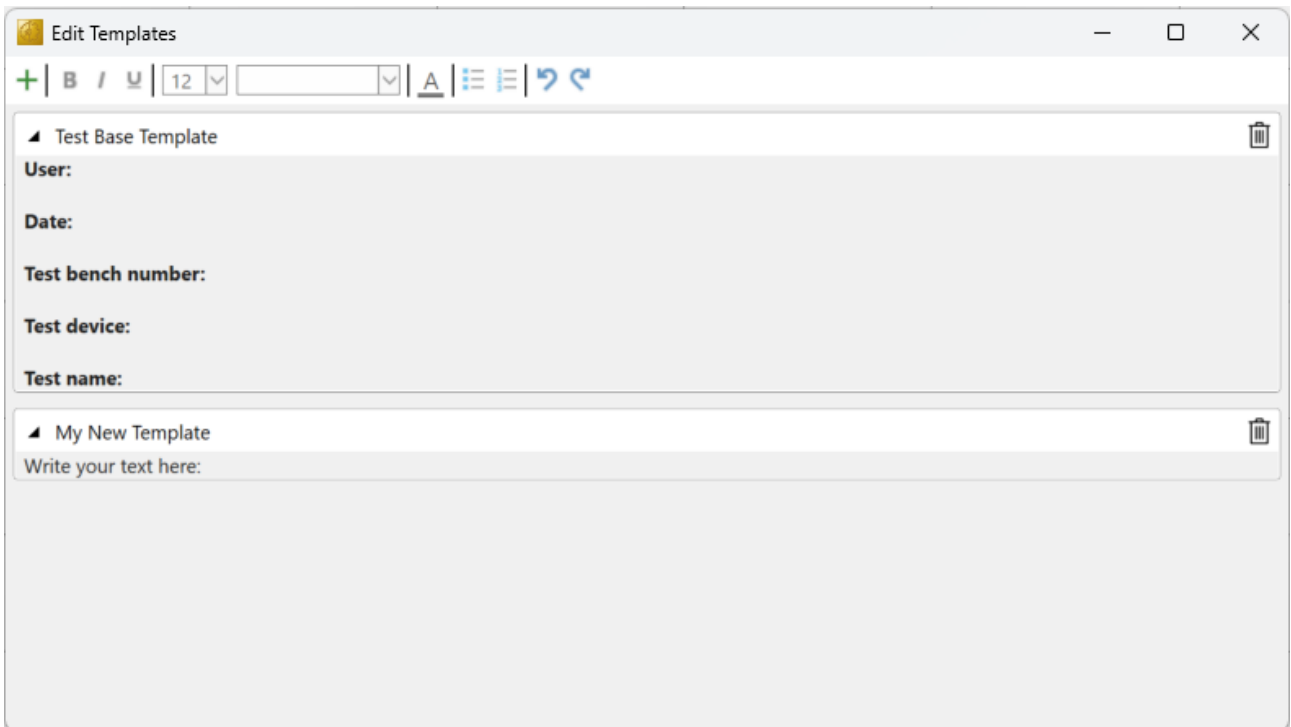 Edit Templates
B I U 12 A
Test Base Template
User:
Date:
Test bench number:
Test device:
Test name:
My New Template
Write your text here: